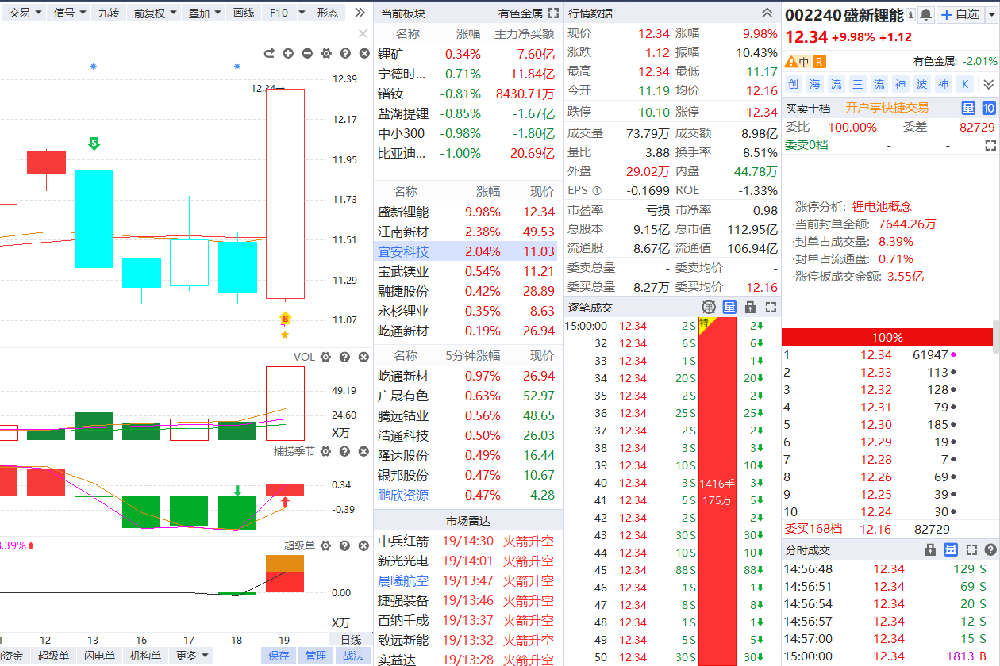 交易 信号 九转 前复权 叠加 画线 F10 形态
12.34
12.39
12.17
11.95
11.73
11.51
11.29
11.07
S
B
VOL
49.19
24.60
X万
捕捞季节
0.34
-0.39
3.39% 超级单
0.00
X万
12 13 16 17 18 19 日线
资金 超级单 闪电单 机构单 更多 保存 管理 战法
当前板块 有色金属
名称 涨幅 主力净买额
锂矿 0.34% 7.60亿
宁德时... -0.71% 11.84亿
镨钕 -0.81% 8430.71万
盐湖提锂 -0.85% -1.67亿
中小300 -0.98% -1.80亿
比亚迪... -1.00% 20.69亿
名称 涨幅 现价
盛新锂能 9.98% 12.34
江南新材 2.38% 49.53
宜安科技 2.04% 11.03
宝武镁业 0.54% 11.21
融捷股份 0.42% 28.89
永杉锂业 0.35% 8.63
屹通新材 0.19% 26.94
名称 5分钟涨幅 现价
屹通新材 0.97% 26.94
广晟有色 0.63% 52.97
腾远钴业 0.56% 48.65
浩通科技 0.50% 26.03
隆达股份 0.49% 16.44
银邦股份 0.47% 10.67
鹏欣资源 0.47% 4.28
市场雷达
中兵红箭 19/14:30 火箭升空
新光光电 19/14:01 火箭升空
晨曦航空 19/13:47 火箭升空
捷强装备 19/13:46 火箭升空
百纳千成 19/13:37 火箭升空
致远新能 19/13:32 火箭升空
实益达 19/13:28 火箭升空
行情数据
现价 12.34 涨幅 9.98%
涨跌 1.12 振幅 10.43%
最高 12.34 最低 11.17
今开 11.19 均价 12.16
跌停 10.10 涨停 12.34
成交量 73.79万 成交额 8.98亿
量比 3.88 换手率 8.51%
外盘 29.02万 内盘 44.78万
EPS ① -0.1699 ROE -1.33%
市盈率 亏损 市净率 0.98
总股本 9.15亿 总市值 112.95亿
流通股 8.67亿 流通值 106.94亿
委卖总量 - 委卖均价 -
委买总量 8.27万 委买均价 12.16
逐笔成交 单 量
15:00:00 12.34 2 S 特 2
32 12.34 6 S 6
33 12.34 1 S 1
34 12.34 20 S 20
35 12.34 2 S 2
36 12.34 25 S 25
37 12.34 2 S 2
38 12.34 3 S 3
39 12.34 10 S 10
40 12.34 3 S 1416手 3
41 12.34 5 S 175万 5
42 12.34 2 S 2
43 12.34 30 S 30
44 12.34 10 S 10
45 12.34 88 S 88
46 12.34 1 S 1
47 12.34 8 S 8
48 12.34 1 S 1
49 12.34 5 S 5
50 12.34 30 S 30
002240 盛新锂能 自选
12.34 +9.98% +1.12
中 R 有色金属: -2.01%
创 海 流 三 流 神 波 神 K
买卖十档 开户享快捷交易 量 10
委比 100.00% 委差 82729
委卖0档 - -
涨停分析: 锂电池概念
·当前封单金额: 7644.26万
·封单占成交量: 8.39%
·封单占流通盘: 0.71%
·涨停板成交金额: 3.55亿
100%
1 12.34 61947
2 12.33 113
3 12.32 128
4 12.31 79
5 12.30 185
6 12.29 19
7 12.28 7
8 12.26 69
9 12.25 39
10 12.24 30
委买168档 12.16 82729
分时成交 量
14:56:48 12.34 129 S
14:56:51 12.34 69 S
14:56:54 12.34 20 S
14:56:57 12.34 12 S
14:57:00 12.34 15 S
15:00:00 12.34 1813 B